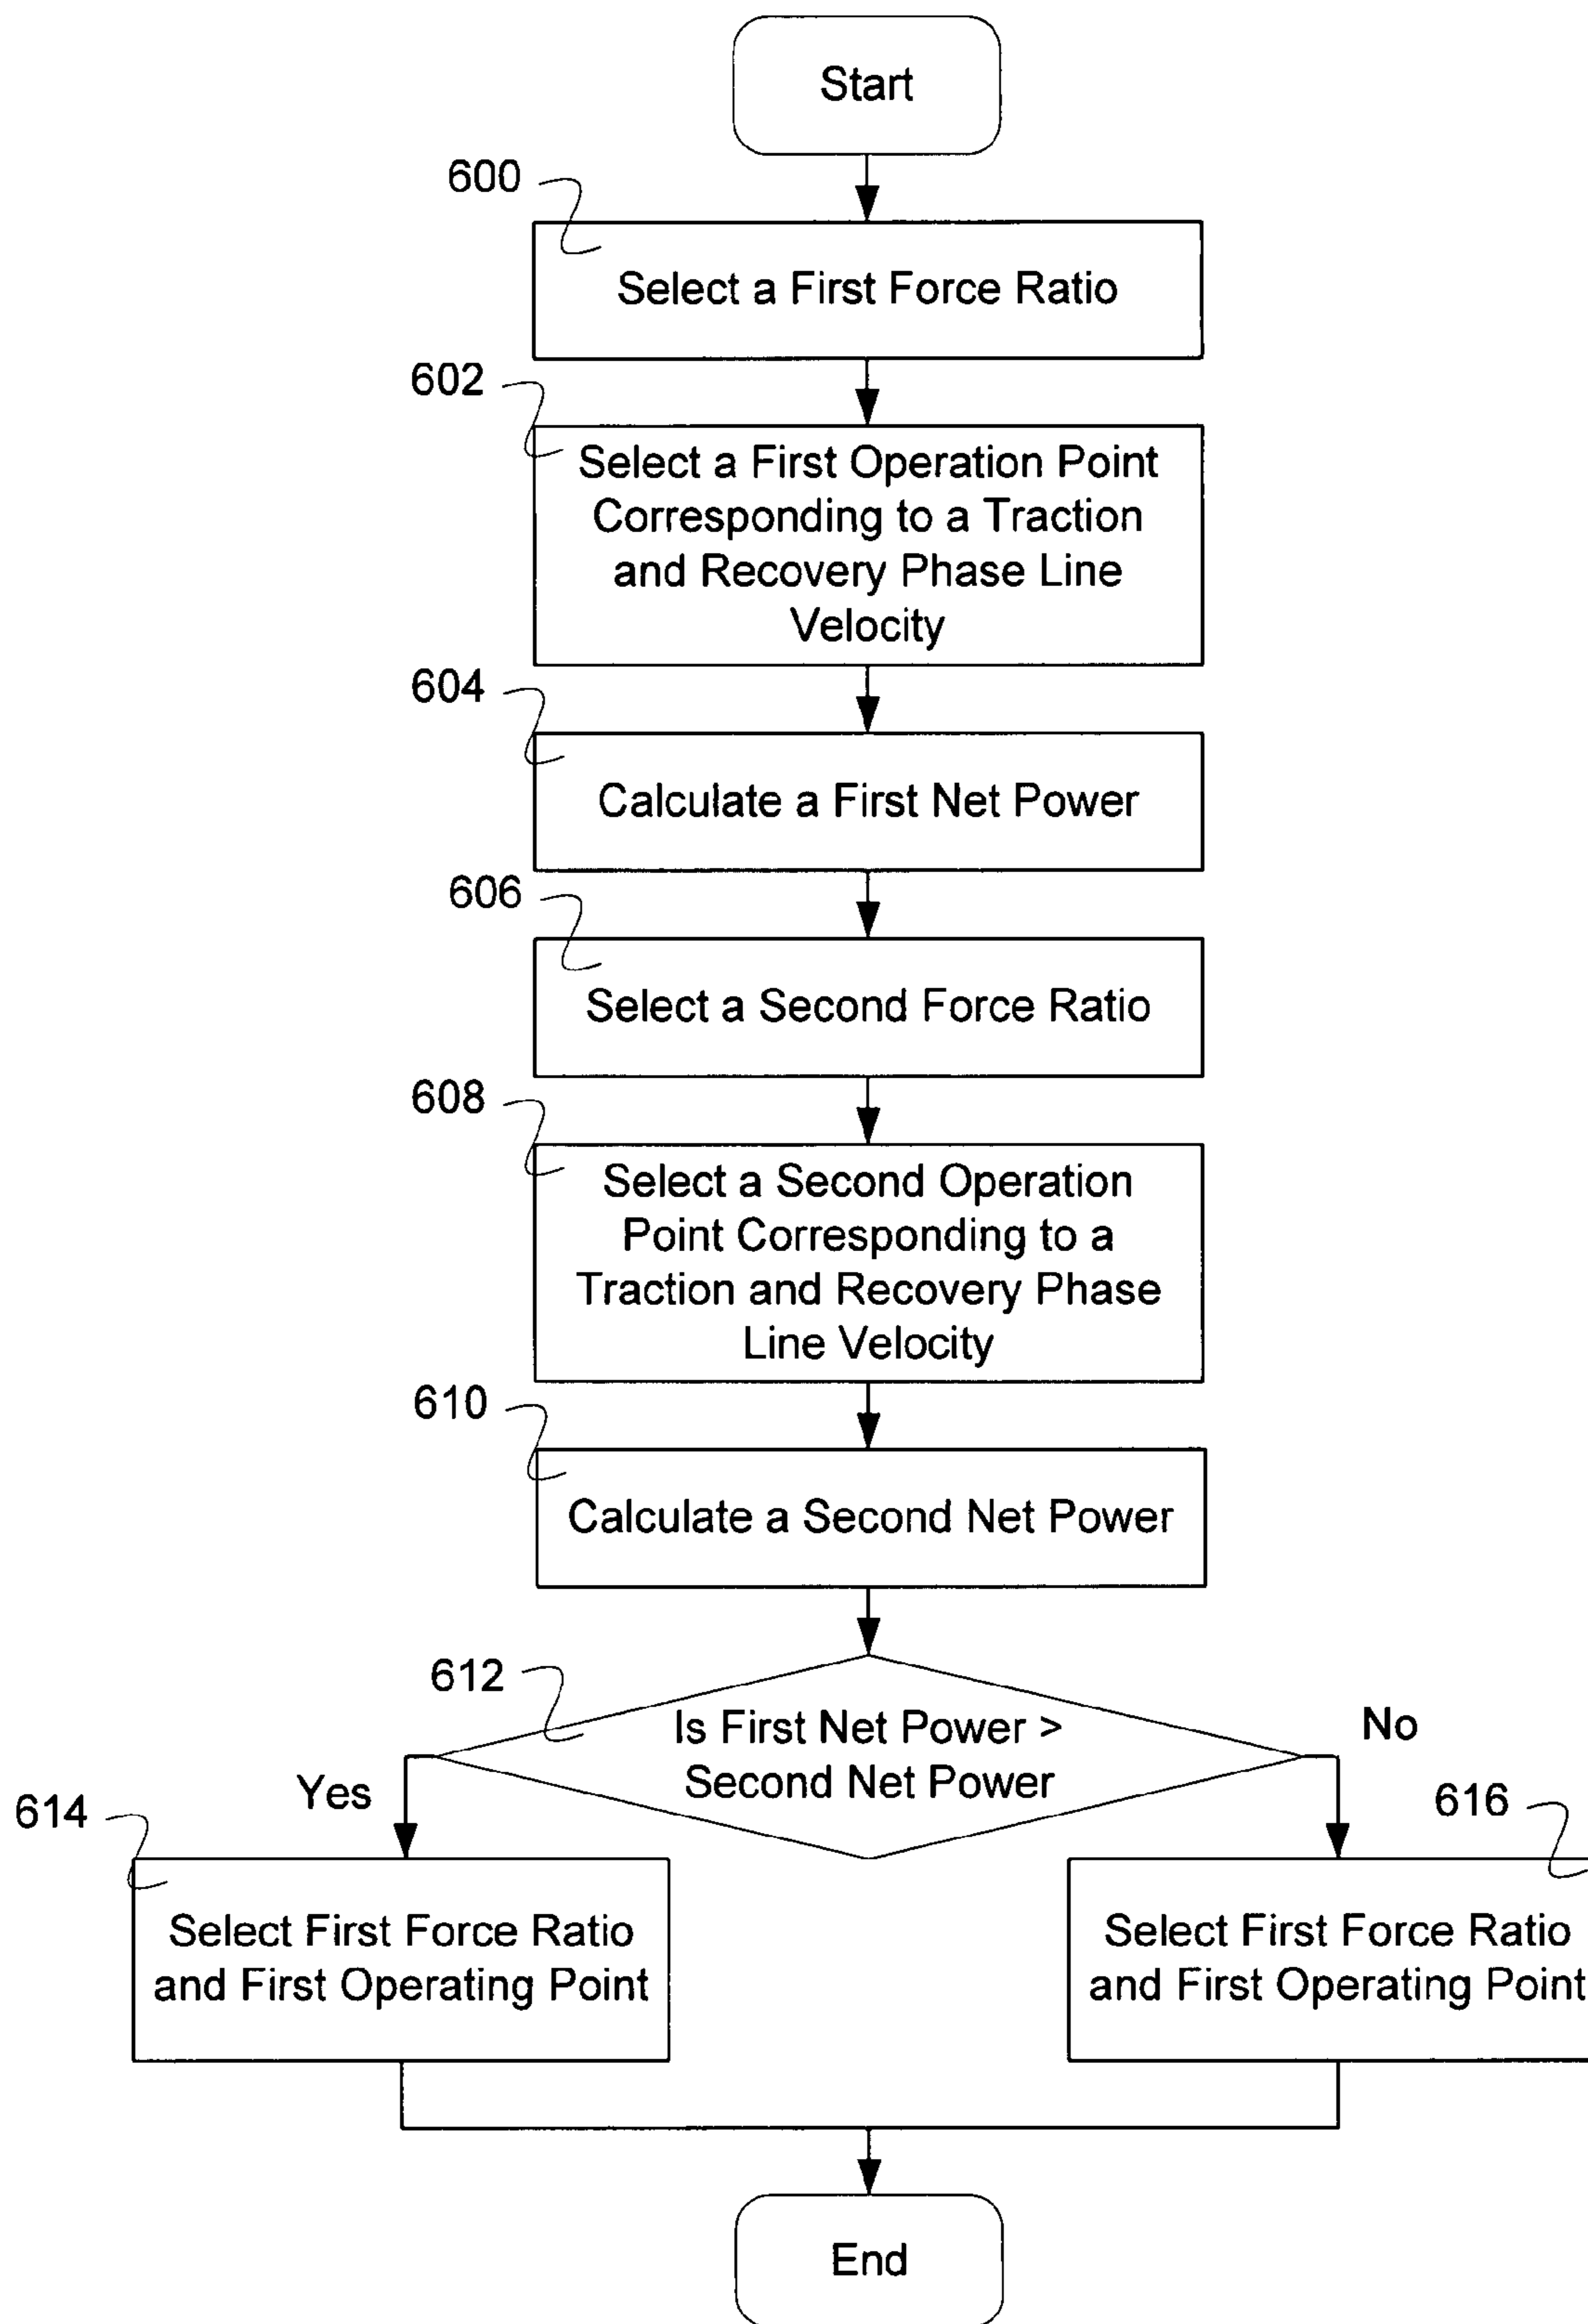 Start
600
Select a First Force Ratio
602
Select a First Operation Point
Corresponding to a Traction
and Recovery Phase Line
Velocity
604
Calculate a First Net Power
606
Select a Second Force Ratio
608
Select a Second Operation
Point Corresponding to a
Traction and Recovery Phase
Line Velocity
610
Calculate a Second Net Power
612
Is First Net Power >
Second Net Power
No
Yes
614
616
Select First Force Ratio
and First Operating Point
Select First Force Ratio
and First Operating Point
End